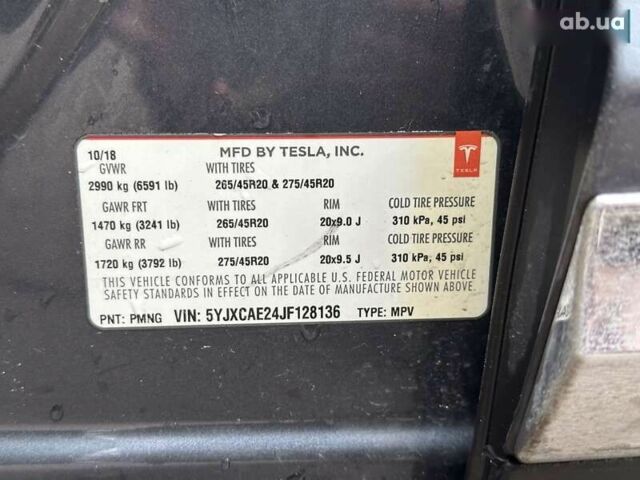 ab.ua
10/18 MFD BY TESLA, INC.
TESLA
GVWR WITH TIRES
2990 kg (6591 lb) 265/45R20 & 275/45R20
GAWR FRT WITH TIRES RIM COLD TIRE PRESSURE
1470 kg (3241 lb) 265/45R20 20x9.0 J 310 kPa, 45 psi
GAWR RR WITH TIRES RIM COLD TIRE PRESSURE
1720 kg (3792 lb) 275/45R20 20x9.5 J 310 kPa, 45 psi
THIS VEHICLE CONFORMS TO ALL APPLICABLE U.S. FEDERAL MOTOR VEHICLE
SAFETY STANDARDS IN EFFECT ON THE DATE OF MANUFACTURE SHOWN ABOVE.
PNT: PMNG VIN: 5YJXCAE24JF128136 TYPE: MPV